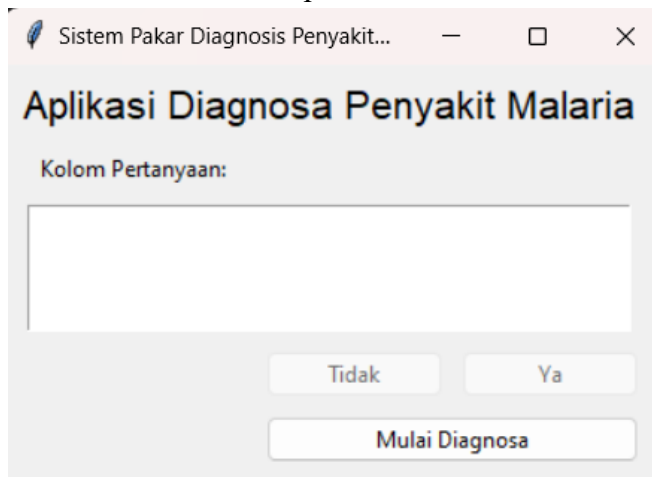 Sistem Pakar Diagnosis Penyakit...
Aplikasi Diagnosa Penyakit Malaria
Kolom Pertanyaan:
Tidak
Ya
Mulai Diagnosa